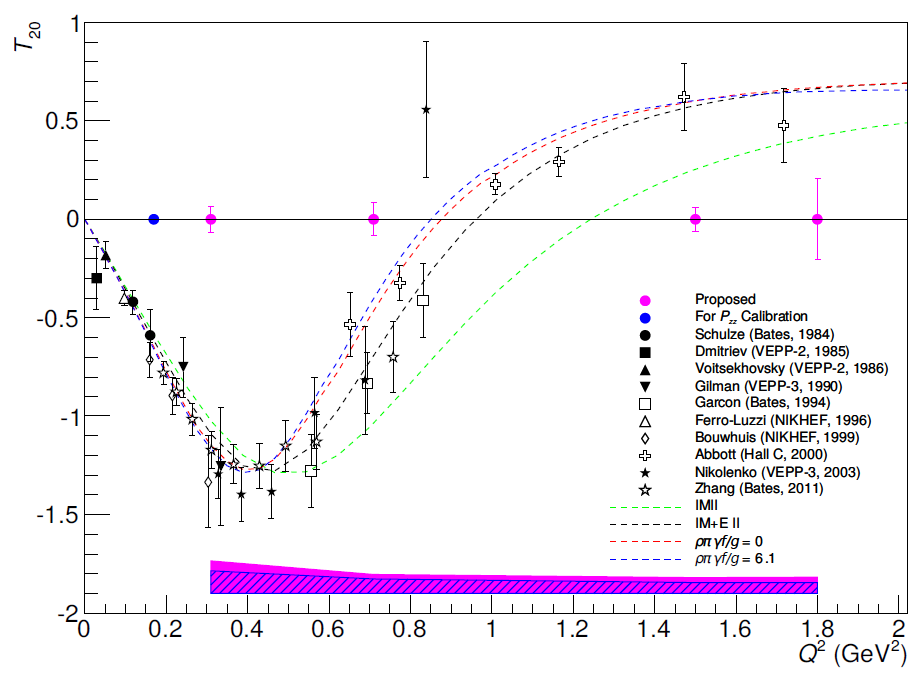 T20
1
0.5
0
-0.5
-1
-1.5
-2
0 0.2 0.4 0.6 0.8 1 1.2 1.4 1.6 1.8 2
Q² (GeV²)
Proposed
For Pzz Calibration
Schulze (Bates, 1984)
Dmitriev (VEPP-2, 1985)
Voitsekhovsky (VEPP-2, 1986)
Gilman (VEPP-3, 1990)
Garcon (Bates, 1994)
Ferro-Luzzi (NIKHEF, 1996)
Bouwhuis (NIKHEF, 1999)
Abbott (Hall C, 2000)
Nikolenko (VEPP-3, 2003)
Zhang (Bates, 2011)
IMII
IM+E II
ρπ γf/g = 0
ρπ γf/g = 6.1